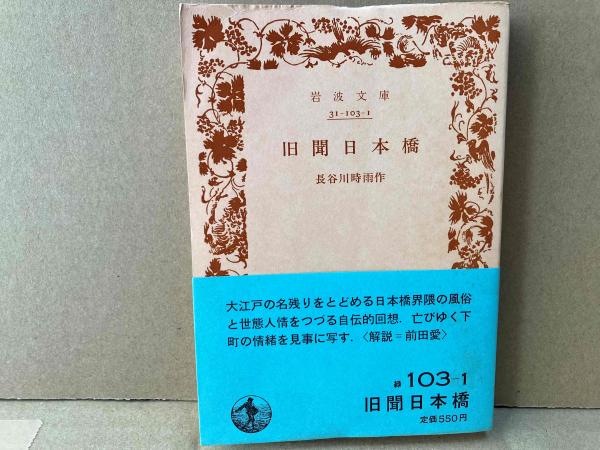 岩波文庫
31-103-1
旧聞日本橋
長谷川時雨作
大江戸の名残りをとどめる日本橋界隈の風俗
と世態人情をつづる自伝的回想．亡びゆく下
町の情緒を見事に写す．〈解説＝前田愛〉
緑 103-1
旧聞日本橋
定価550円